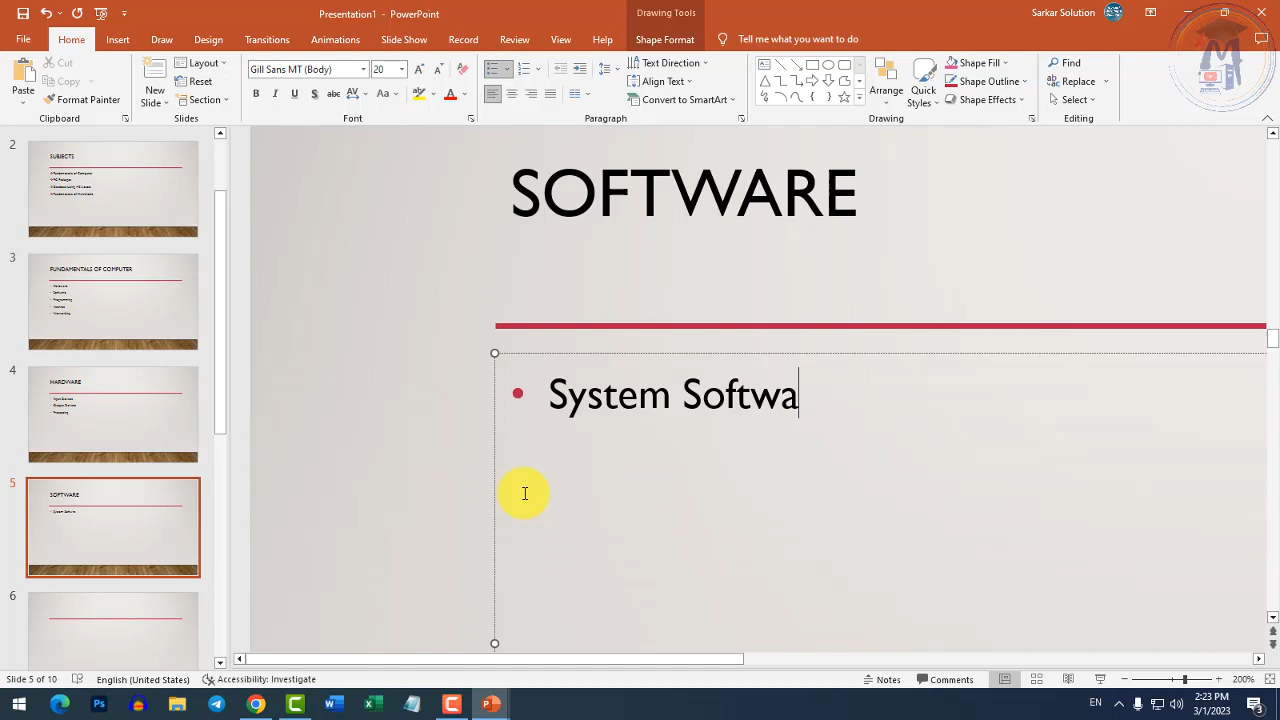 Presentation1 - PowerPoint
Drawing Tools
Sarkar Solution
File
Home
Insert
Draw
Design
Transitions
Animations
Slide Show
Record
Review
View
Help
Shape Format
Tell me what you want to do
Paste
Cut
Copy
Format Painter
Clipboard
New Slide
Layout
Reset
Section
Slides
Gill Sans MT (Body)
20
B I U S abc AV Aa A
Font
Text Direction
Align Text
Convert to SmartArt
Paragraph
Arrange
Quick Styles
Shape Fill
Shape Outline
Shape Effects
Drawing
Find
Replace
Select
Editing
2
SUBJECTS
3
FUNDAMENTALS OF COMPUTER
4
HARDWARE
5
SOFTWARE
6
SOFTWARE
• System Softwa
Slide 5 of 10
English (United States)
Accessibility: Investigate
Notes
Comments
200%
EN
2:23 PM
3/1/2023